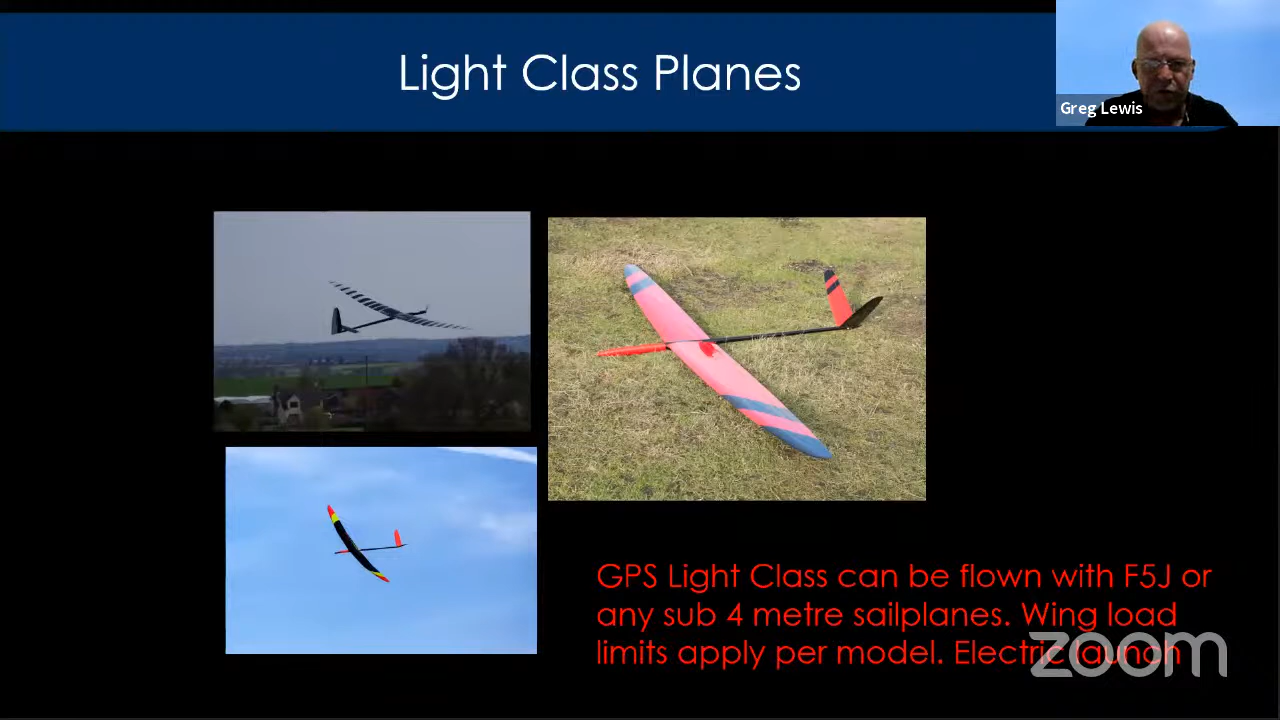 Light Class Planes
Greg Lewis
GPS Light Class can be flown with F5J or
any sub 4 metre sailplanes. Wing load
limits apply per model. Electric launch
zoom